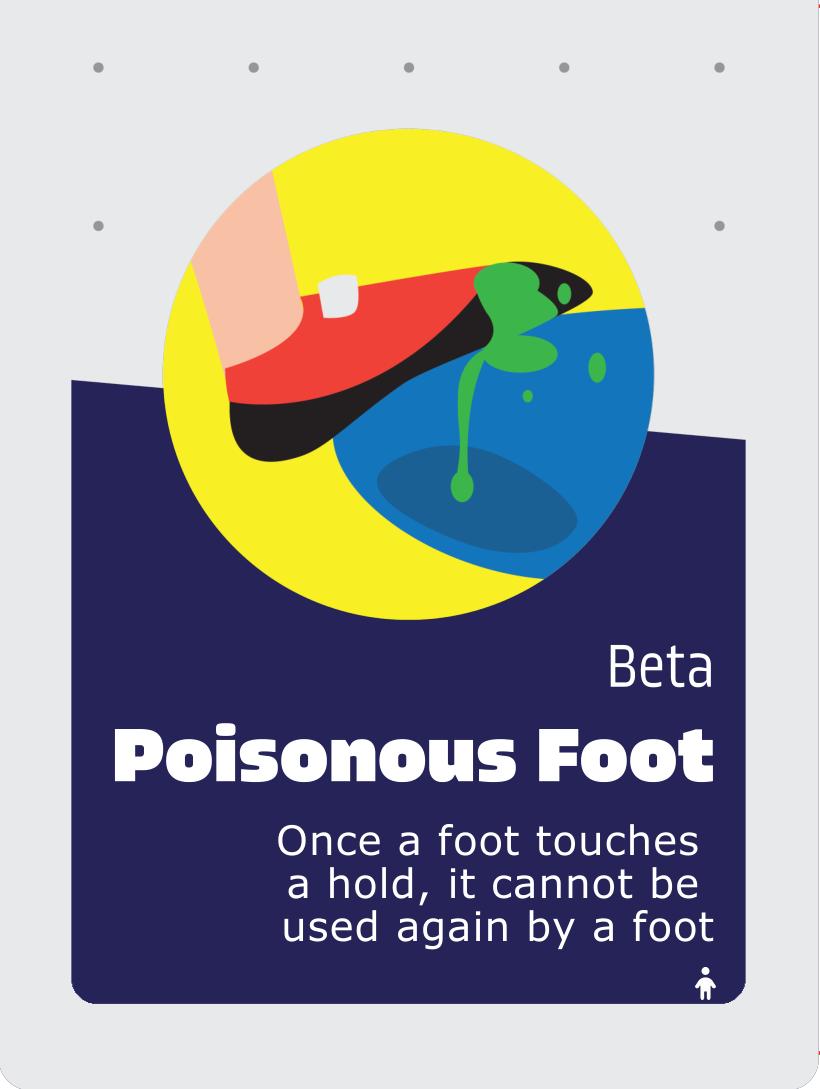 Beta
Poisonous Foot
Once a foot touches
a hold, it cannot be
used again by a foot